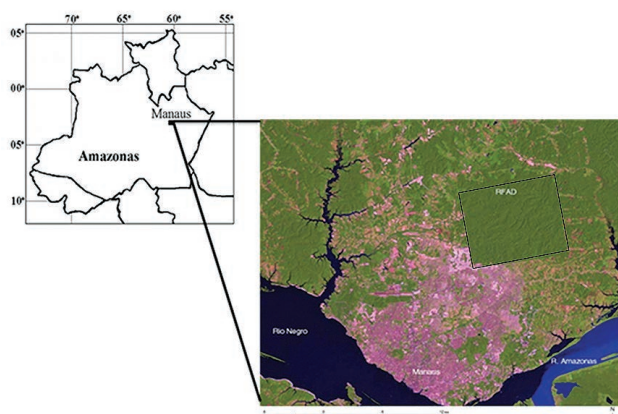 70° 65° 60° 55°
05°
00°
Manaus
05°
Amazonas
10°
RFAD
Rio Negro
R. Amazonas
Manaus
N